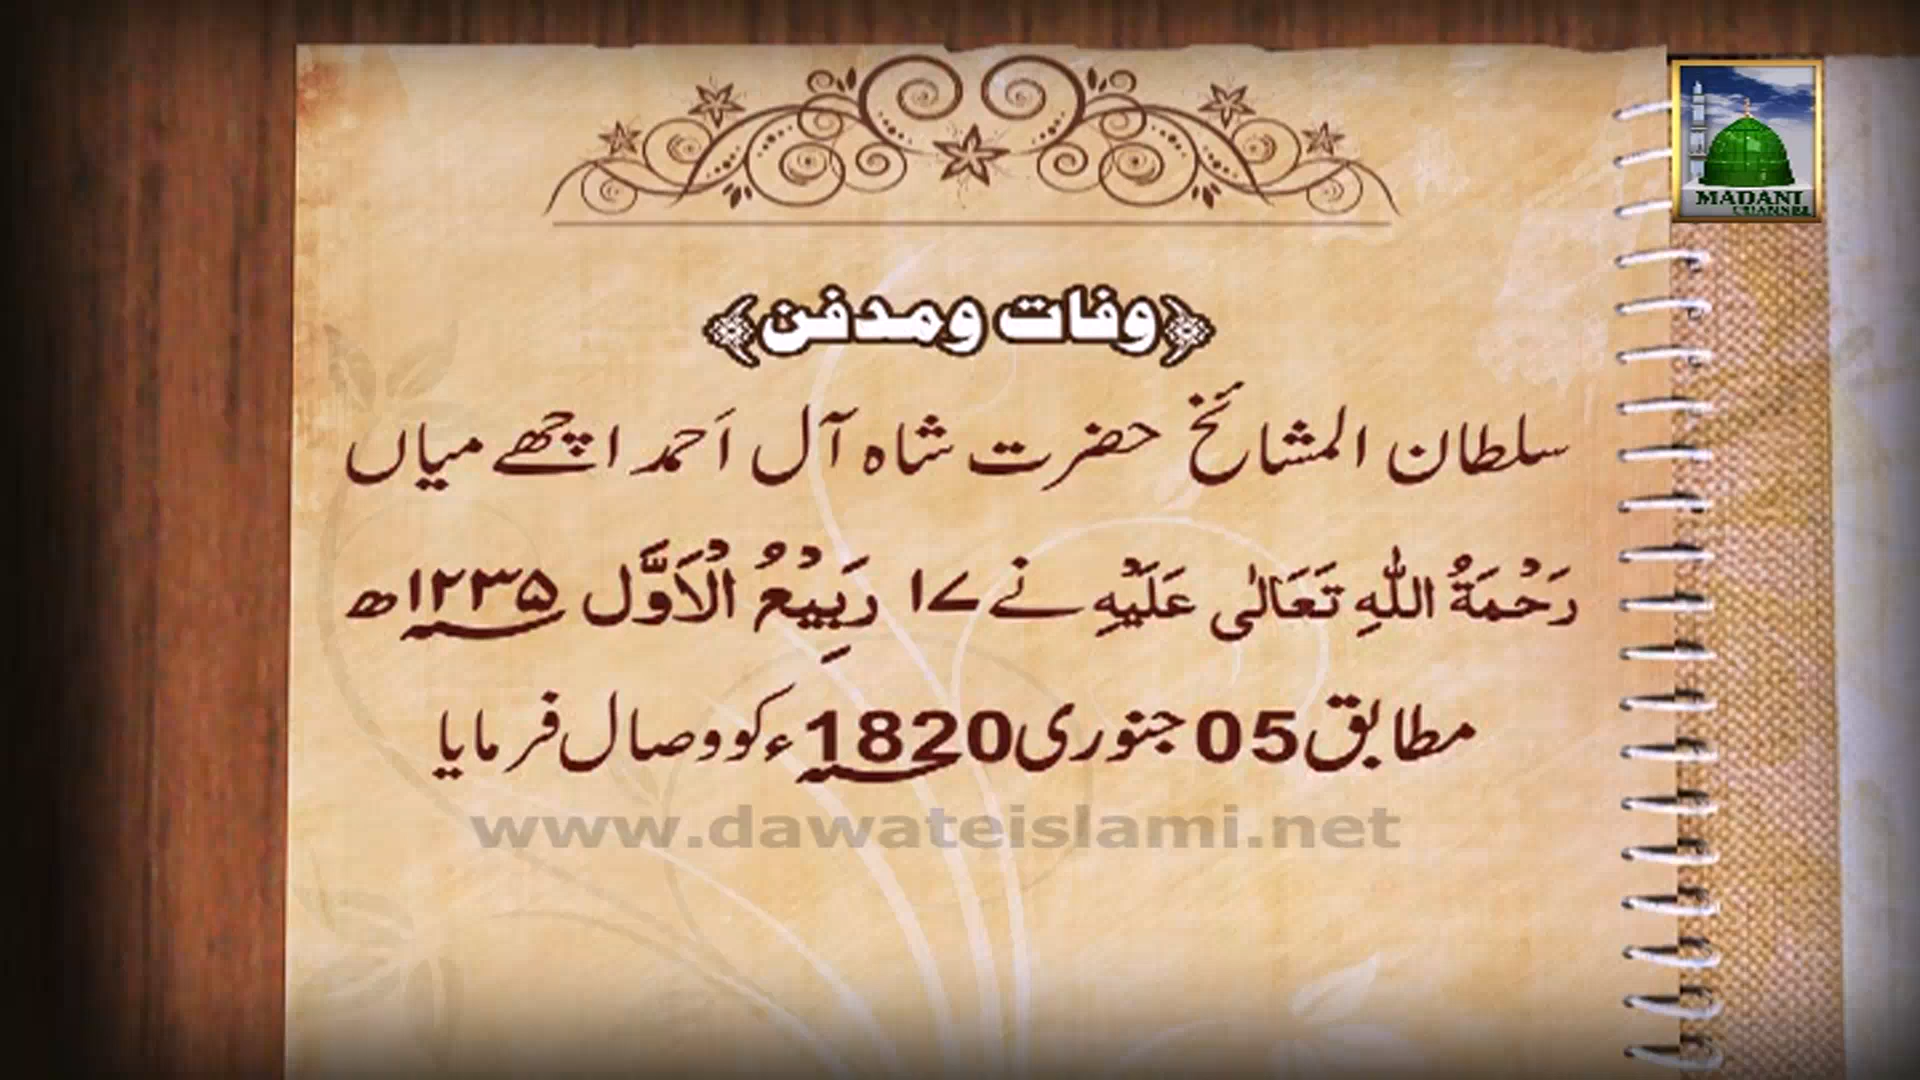 MADANI
CHANNEL
﴿وفات ومدفن﴾
سلطان المشائخ حضرت شاہ آل اَحمد اچھے میاں
رَحْمَةُ اللّٰهِ تَعَالٰی عَلَيْهِ نے ۱۷ رَبِیْعُ الْاَوَّل ۱۲۳۵ھ
مطابق 05 جنوری 1820ء کو وصال فرمایا
www.dawateislami.net